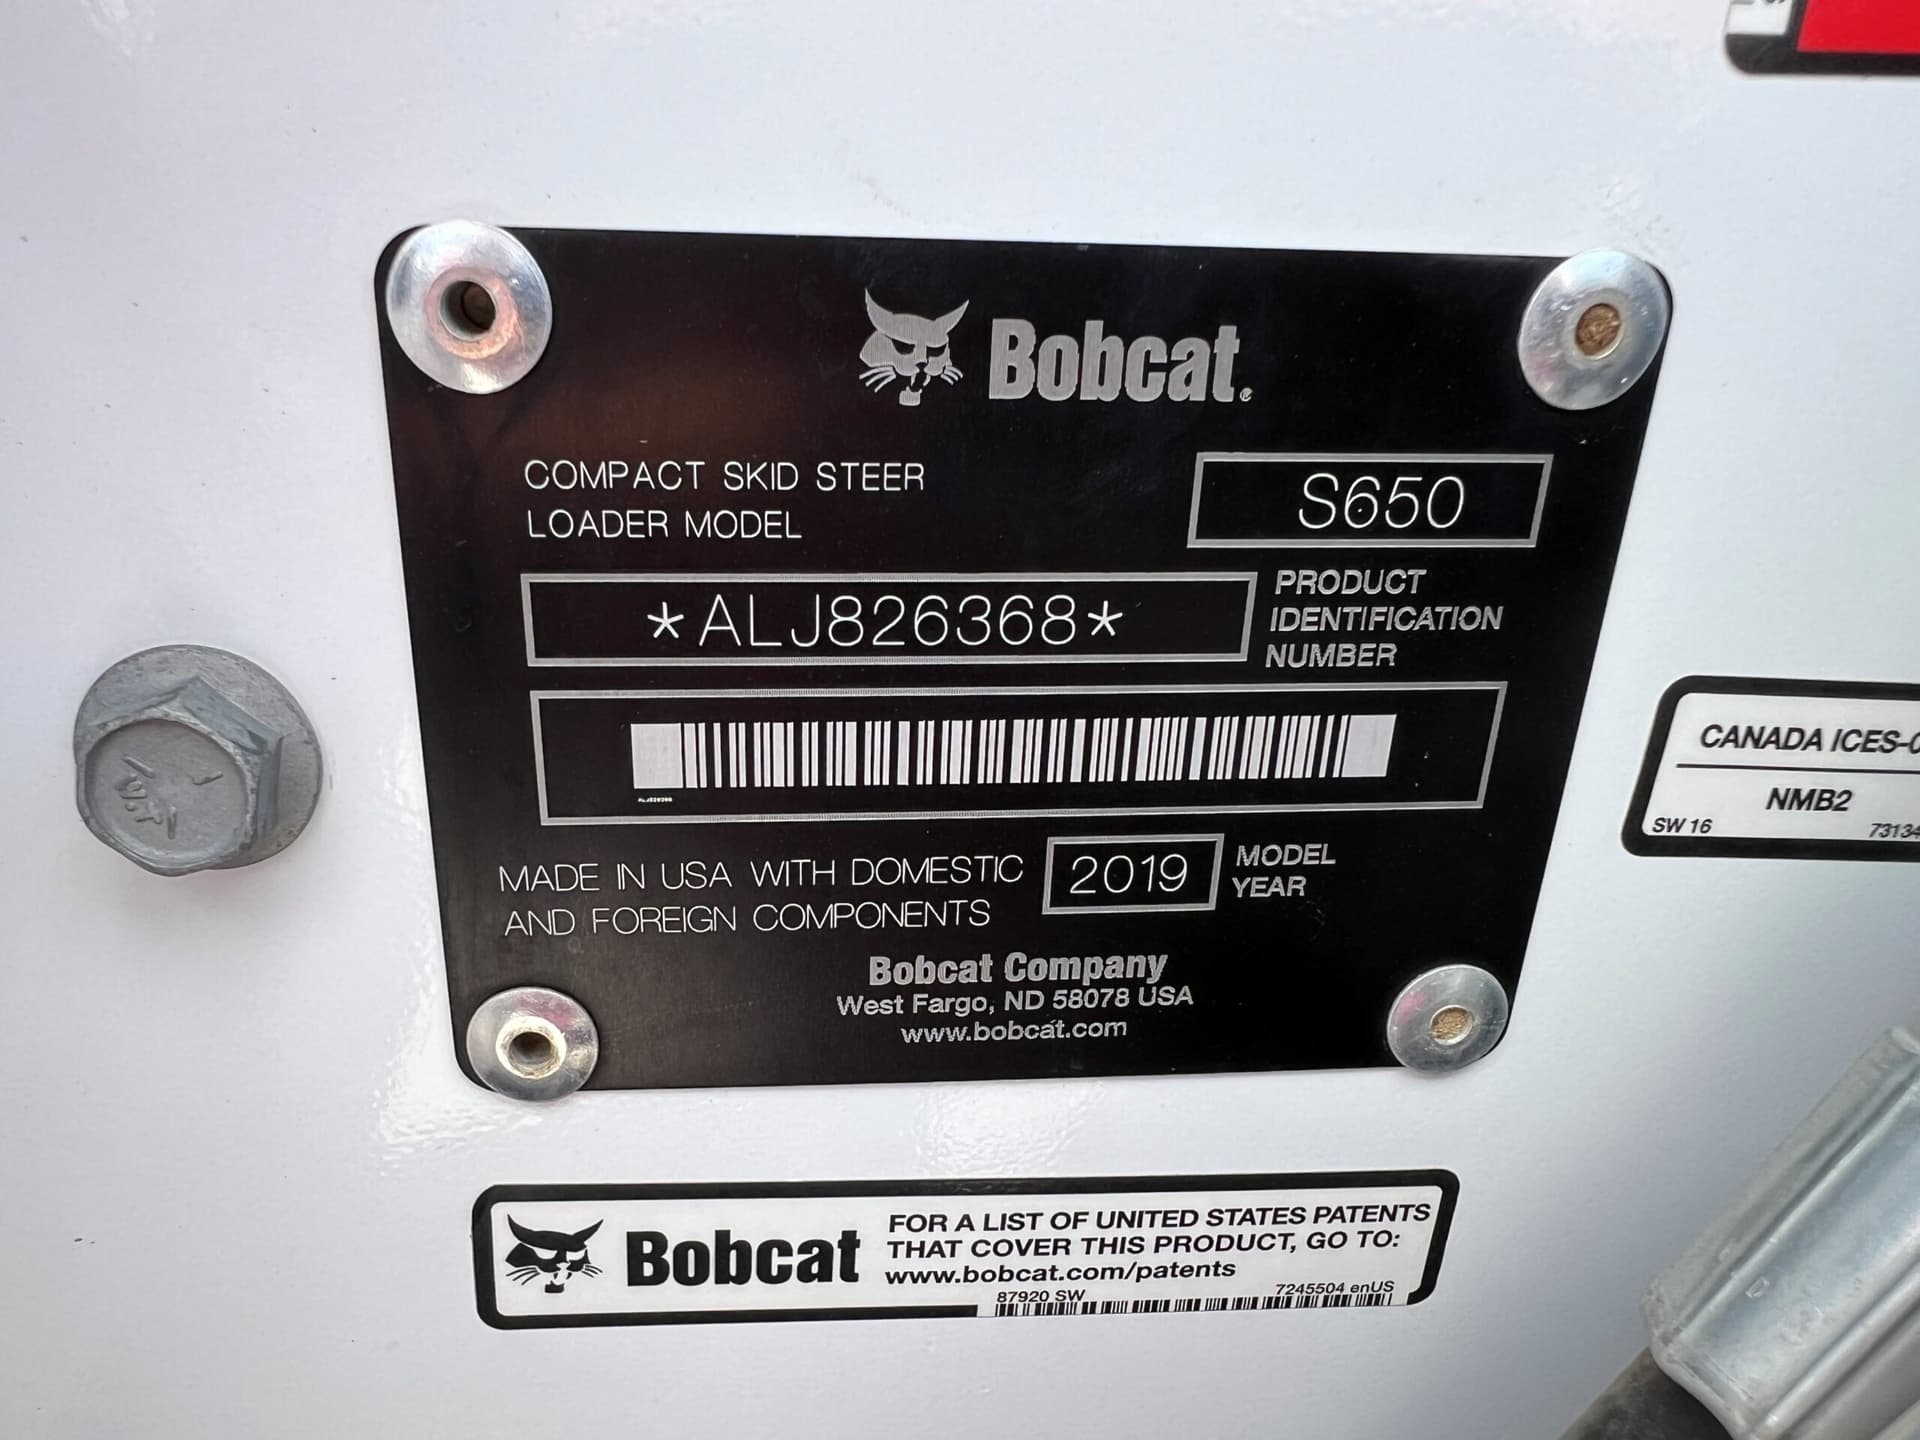 Bobcat®
COMPACT SKID STEER
LOADER MODEL
S650
*ALJ826368*
PRODUCT
IDENTIFICATION
NUMBER
ALJ826368
MADE IN USA WITH DOMESTIC
AND FOREIGN COMPONENTS
2019
MODEL
YEAR
Bobcat Company
West Fargo, ND 58078 USA
www.bobcat.com
CANADA ICES-
NMB2
SW 16
73134
Bobcat
FOR A LIST OF UNITED STATES PATENTS
THAT COVER THIS PRODUCT, GO TO:
www.bobcat.com/patents
87920 SW
7245504 enUS